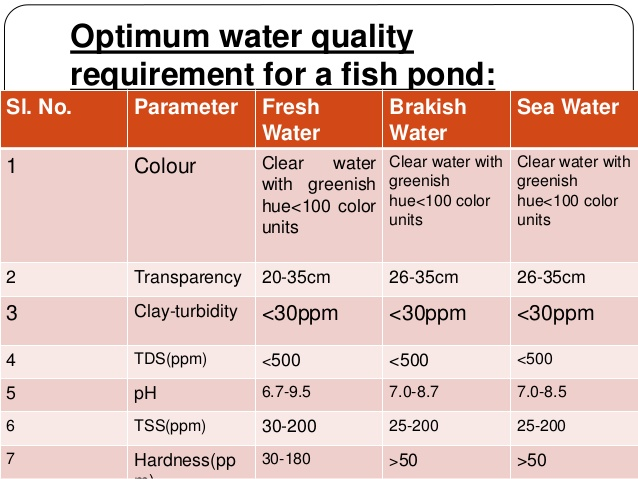 Optimum water quality
requirement for a fish pond:
Sl. No. Parameter Fresh Water Brakish Water Sea Water
1 Colour Clear water with greenish hue<100 color units Clear water with greenish hue<100 color units Clear water with greenish hue<100 color units
2 Transparency 20-35cm 26-35cm 26-35cm
3 Clay-turbidity <30ppm <30ppm <30ppm
4 TDS(ppm) <500 <500 <500
5 pH 6.7-9.5 7.0-8.7 7.0-8.5
6 TSS(ppm) 30-200 25-200 25-200
7 Hardness(pp 30-180 >50 >50